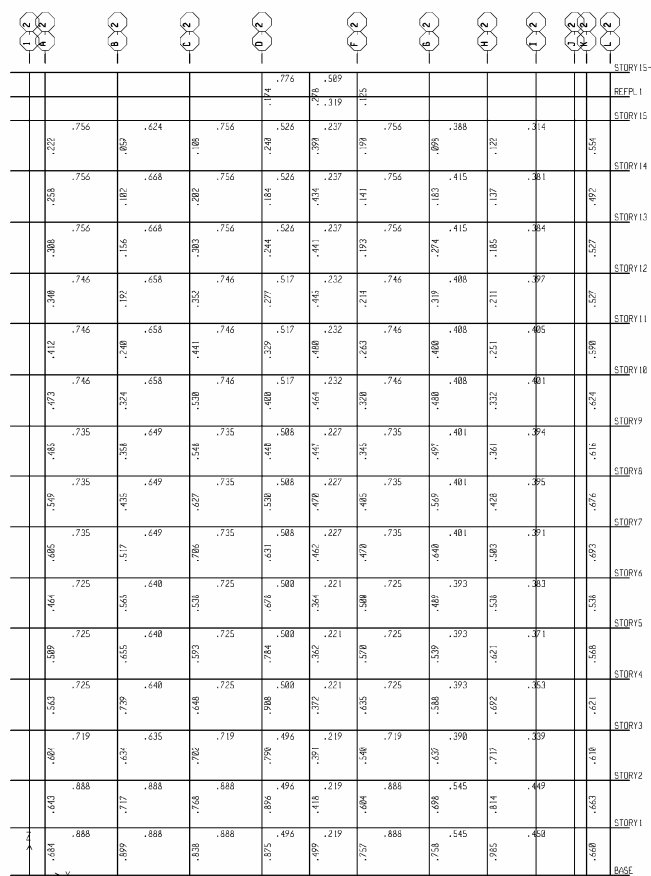 2 2 2 2 2 2 2 2 2 2 2 2
1 A B C D F G H I J K L
STORY15-
.776 .509
REFPL1
.174 .278 .125
.319
STORY15
.756 .624 .756 .526 .237 .756 .388 .314
.222 .059 .108 .240 .390 .190 .098 .122 .554
STORY14
.756 .668 .756 .526 .237 .756 .415 .381
.258 .102 .202 .184 .434 .141 .183 .137 .492
STORY13
.756 .668 .756 .526 .237 .756 .415 .384
.308 .156 .303 .244 .441 .193 .274 .185 .527
STORY12
.746 .658 .746 .517 .232 .746 .408 .397
.340 .192 .352 .277 .214 .319 .211 .527
STORY11
.746 .658 .746 .517 .232 .746 .408 .405
.412 .240 .441 .329 .480 .263 .400 .251 .590
STORY10
.746 .658 .746 .517 .232 .746 .408 .401
.473 .324 .530 .400 .464 .320 .480 .332 .624
STORY9
.735 .649 .735 .508 .227 .735 .401 .394
.485 .358 .548 .440 .447 .345 .497 .361 .616
STORY8
.735 .649 .735 .508 .227 .735 .401 .395
.549 .435 .627 .530 .470 .405 .569 .428 .676
STORY7
.735 .649 .735 .508 .227 .735 .401 .391
.605 .517 .706 .631 .462 .470 .640 .503 .693
STORY6
.725 .640 .725 .500 .221 .725 .393 .383
.464 .565 .538 .678 .364 .500 .489 .538 .538
STORY5
.725 .640 .725 .500 .221 .725 .393 .371
.509 .655 .593 .784 .362 .570 .539 .621 .568
STORY4
.725 .640 .725 .500 .221 .725 .393 .353
.563 .739 .648 .908 .372 .635 .588 .692 .621
STORY3
.719 .635 .719 .496 .219 .719 .390 .339
.604 .634 .702 .790 .391 .540 .637 .717 .610
STORY2
.888 .888 .888 .496 .219 .888 .545 .449
.643 .717 .768 .896 .418 .604 .698 .814 .663
STORY1
.888 .888 .888 .496 .219 .888 .545 .450
Z
.684 .899 .838 .875 .499 .757 .758 .985 .660
BASE